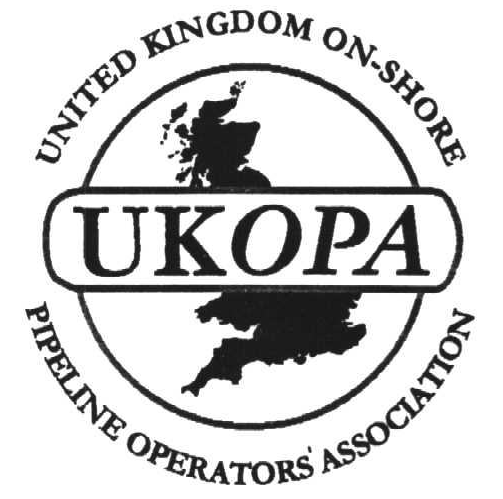 UNITED KINGDOM ON-SHORE
UKOPA
PIPELINE OPERATORS' ASSOCIATION